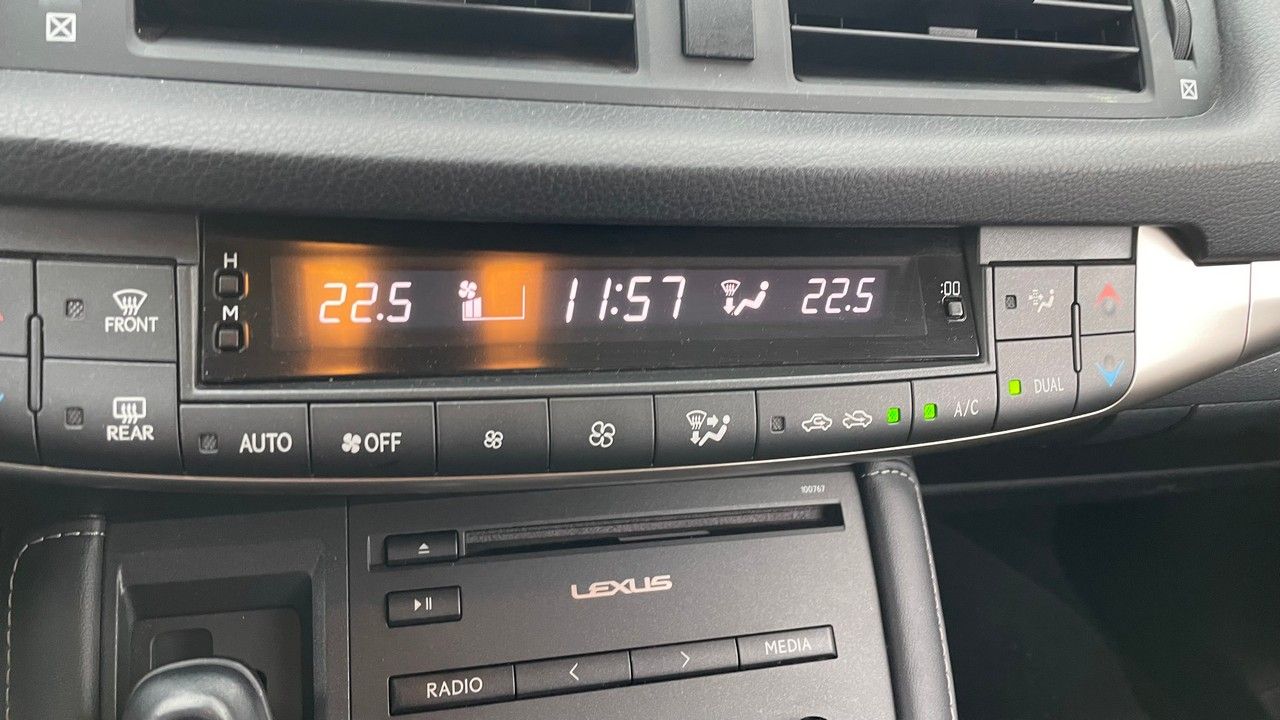 H
M
22.5 11:57 22.5
:00
FRONT
REAR
AUTO
OFF
A/C
DUAL
100767
LEXUS
RADIO
MEDIA